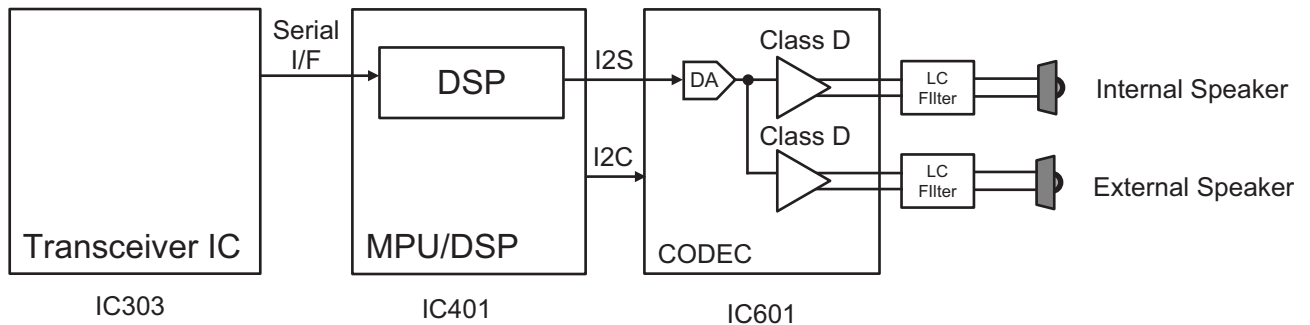 Serial
I/F
DSP
I2S
DA
Class D
LC
FIlter
Internal Speaker
I2C
Class D
LC
FIlter
External Speaker
Transceiver IC
MPU/DSP
CODEC
IC303
IC401
IC601